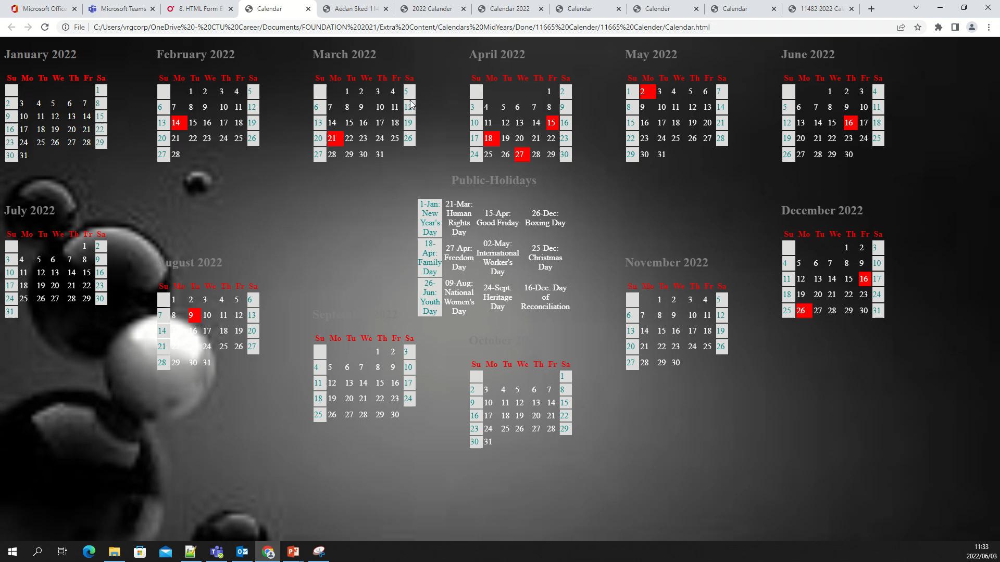 Microsoft Office
Microsoft Teams
8. HTML Form E
Calendar
Aedan Sked 114
2022 Calander
Calendar 2022
Calendar
Calender
Calendar
11482 2022 Cal
File
C:/Users/vrgcorp/OneDrive%20-%20CTU%20Career/Documents/FOUNDATION%202021/Extra%20Content/Calendars%20MidYears/Done/11665%20Calender/11665%20Calender/Calendar.html
January 2022
Su Mo Tu We Th Fr Sa
1
2 3 4 5 6 7 8
9 10 11 12 13 14 15
16 17 18 19 20 21 22
23 24 25 26 27 28 29
30 31
February 2022
Su Mo Tu We Th Fr Sa
1 2 3 4 5
6 7 8 9 10 11 12
13 14 15 16 17 18 19
20 21 22 23 24 25 26
27 28
March 2022
Su Mo Tu We Th Fr Sa
1 2 3 4 5
6 7 8 9 10 11
13 14 15 16 17 18 19
20 21 22 23 24 25 26
27 28 29 30 31
April 2022
Su Mo Tu We Th Fr Sa
1 2
3 4 5 6 7 8 9
10 11 12 13 14 15 16
17 18 19 20 21 22 23
24 25 26 27 28 29 30
May 2022
Su Mo Tu We Th Fr Sa
1 2 3 4 5 6 7
8 9 10 11 12 13 14
15 16 17 18 19 20 21
22 23 24 25 26 27 28
29 30 31
June 2022
Su Mo Tu We Th Fr Sa
1 2 3 4
5 6 7 8 9 10 11
12 13 14 15 16 17 18
19 20 21 22 23 24 25
26 27 28 29 30
Public-Holidays
1-Jan:
New
Year's
Day
21-Mar:
Human
Rights
Day
15-Apr:
Good Friday
26-Dec:
Boxing Day
18-
Apr:
Family
Day
27-Apr:
Freedom
Day
02-May:
International
Worker's
Day
25-Dec:
Christmas
Day
26-
Jun:
Youth
Day
09-Aug:
National
Women's
Day
24-Sept:
Heritage
Day
16-Dec: Day
of
Reconciliation
July 2022
Su Mo Tu We Th Fr Sa
1 2
3 4 5 6 7 8 9
10 11 12 13 14 15 16
17 18 19 20 21 22 23
24 25 26 27 28 29 30
31
August 2022
Su Mo Tu We Th Fr Sa
1 2 3 4 5 6
7 8 9 10 11 12 13
14 16 17 18 19 20
21 22 24 25 26 27
28 29 30 31
September 2022
Su Mo Tu We Th Fr Sa
1 2 3
4 5 6 7 8 9 10
11 12 13 14 15 16 17
18 19 20 21 22 23 24
25 26 27 28 29 30
October 20
Su Mo Tu We Th Fr Sa
1
2 3 4 5 6 7 8
9 10 11 12 13 14 15
16 17 18 19 20 21 22
23 24 25 26 27 28 29
30 31
November 2022
Su Mo Tu We Th Fr Sa
1 2 3 4 5
6 7 8 9 10 11 12
13 14 15 16 17 18 19
20 21 22 23 24 25 26
27 28 29 30
December 2022
Su Mo Tu We Th Fr Sa
1 2 3
4 5 6 7 8 9 10
11 12 13 14 15 16 17
18 19 20 21 22 23 24
25 26 27 28 29 30 31
11:33
2022/06/03